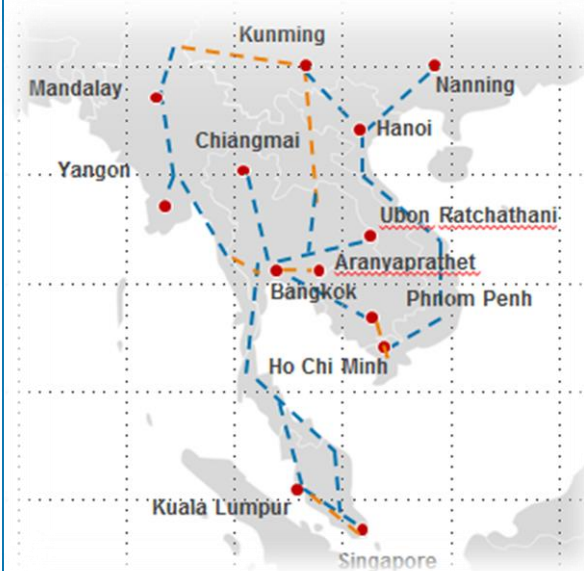 Kunming
Mandalay
Nanning
Hanoi
Chiangmai
Yangon
Ubon Ratchathani
Aranyaprathet
Bangkok
Phnom Penh
Ho Chi Minh
Kuala Lumpur
Singapore